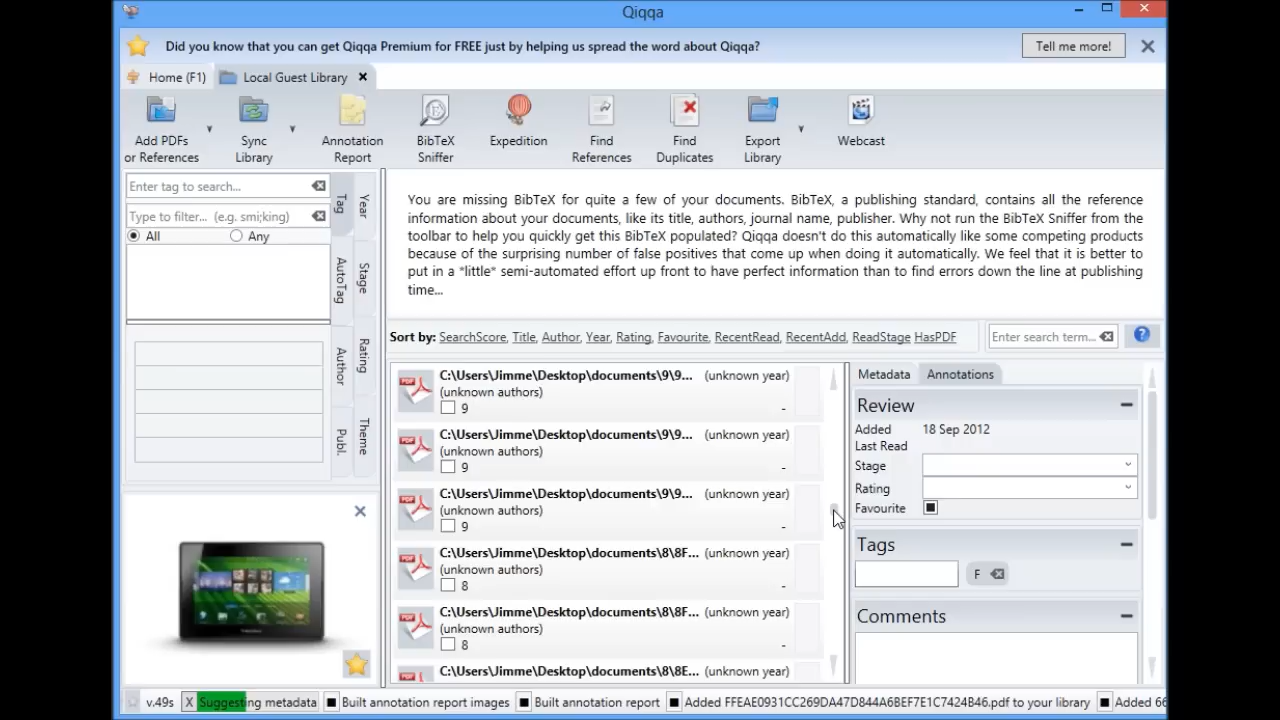 Qiqqa
Did you know that you can get Qiqqa Premium for FREE just by helping us spread the word about Qiqqa?
Tell me more!
Home (F1)
Local Guest Library
Add PDFs
or References
Sync
Library
Annotation
Report
BibTeX
Sniffer
Expedition
Find
References
Find
Duplicates
Export
Library
Webcast
Enter tag to search...
Type to filter... (e.g. smi;king)
All
Any
Tag
AutoTag
Author
Publ.
Year
Stage
Rating
Theme
You are missing BibTeX for quite a few of your documents. BibTeX, a publishing standard, contains all the reference
information about your documents, like its title, authors, journal name, publisher. Why not run the BibTeX Sniffer from the
toolbar to help you quickly get this BibTeX populated? Qiqqa doesn't do this automatically like some competing products
because of the surprising number of false positives that come up when doing it automatically. We feel that it is better to
put in a *little* semi-automated effort up front to have perfect information than to find errors down the line at publishing
time...
Sort by: SearchScore, Title, Author, Year, Rating, Favourite, RecentRead, RecentAdd, ReadStage HasPDF
Enter search term...
?
C:\Users\Jimme\Desktop\documents\9\9... (unknown year)
(unknown authors)
9 -
C:\Users\Jimme\Desktop\documents\9\9... (unknown year)
(unknown authors)
9 -
C:\Users\Jimme\Desktop\documents\9\9... (unknown year)
(unknown authors)
9 -
C:\Users\Jimme\Desktop\documents\8\8F... (unknown year)
(unknown authors)
8 -
C:\Users\Jimme\Desktop\documents\8\8F... (unknown year)
(unknown authors)
8 -
C:\Users\Jimme\Desktop\documents\8\8E... (unknown year)
Metadata
Annotations
Review
Added 18 Sep 2012
Last Read
Stage
Rating
Favourite
Tags
F
Comments
v.49s X Suggesting metadata Built annotation report images Built annotation report Added FFEAE0931CC269DA47D844A6BEF7E1C7424B46.pdf to your library Added 66